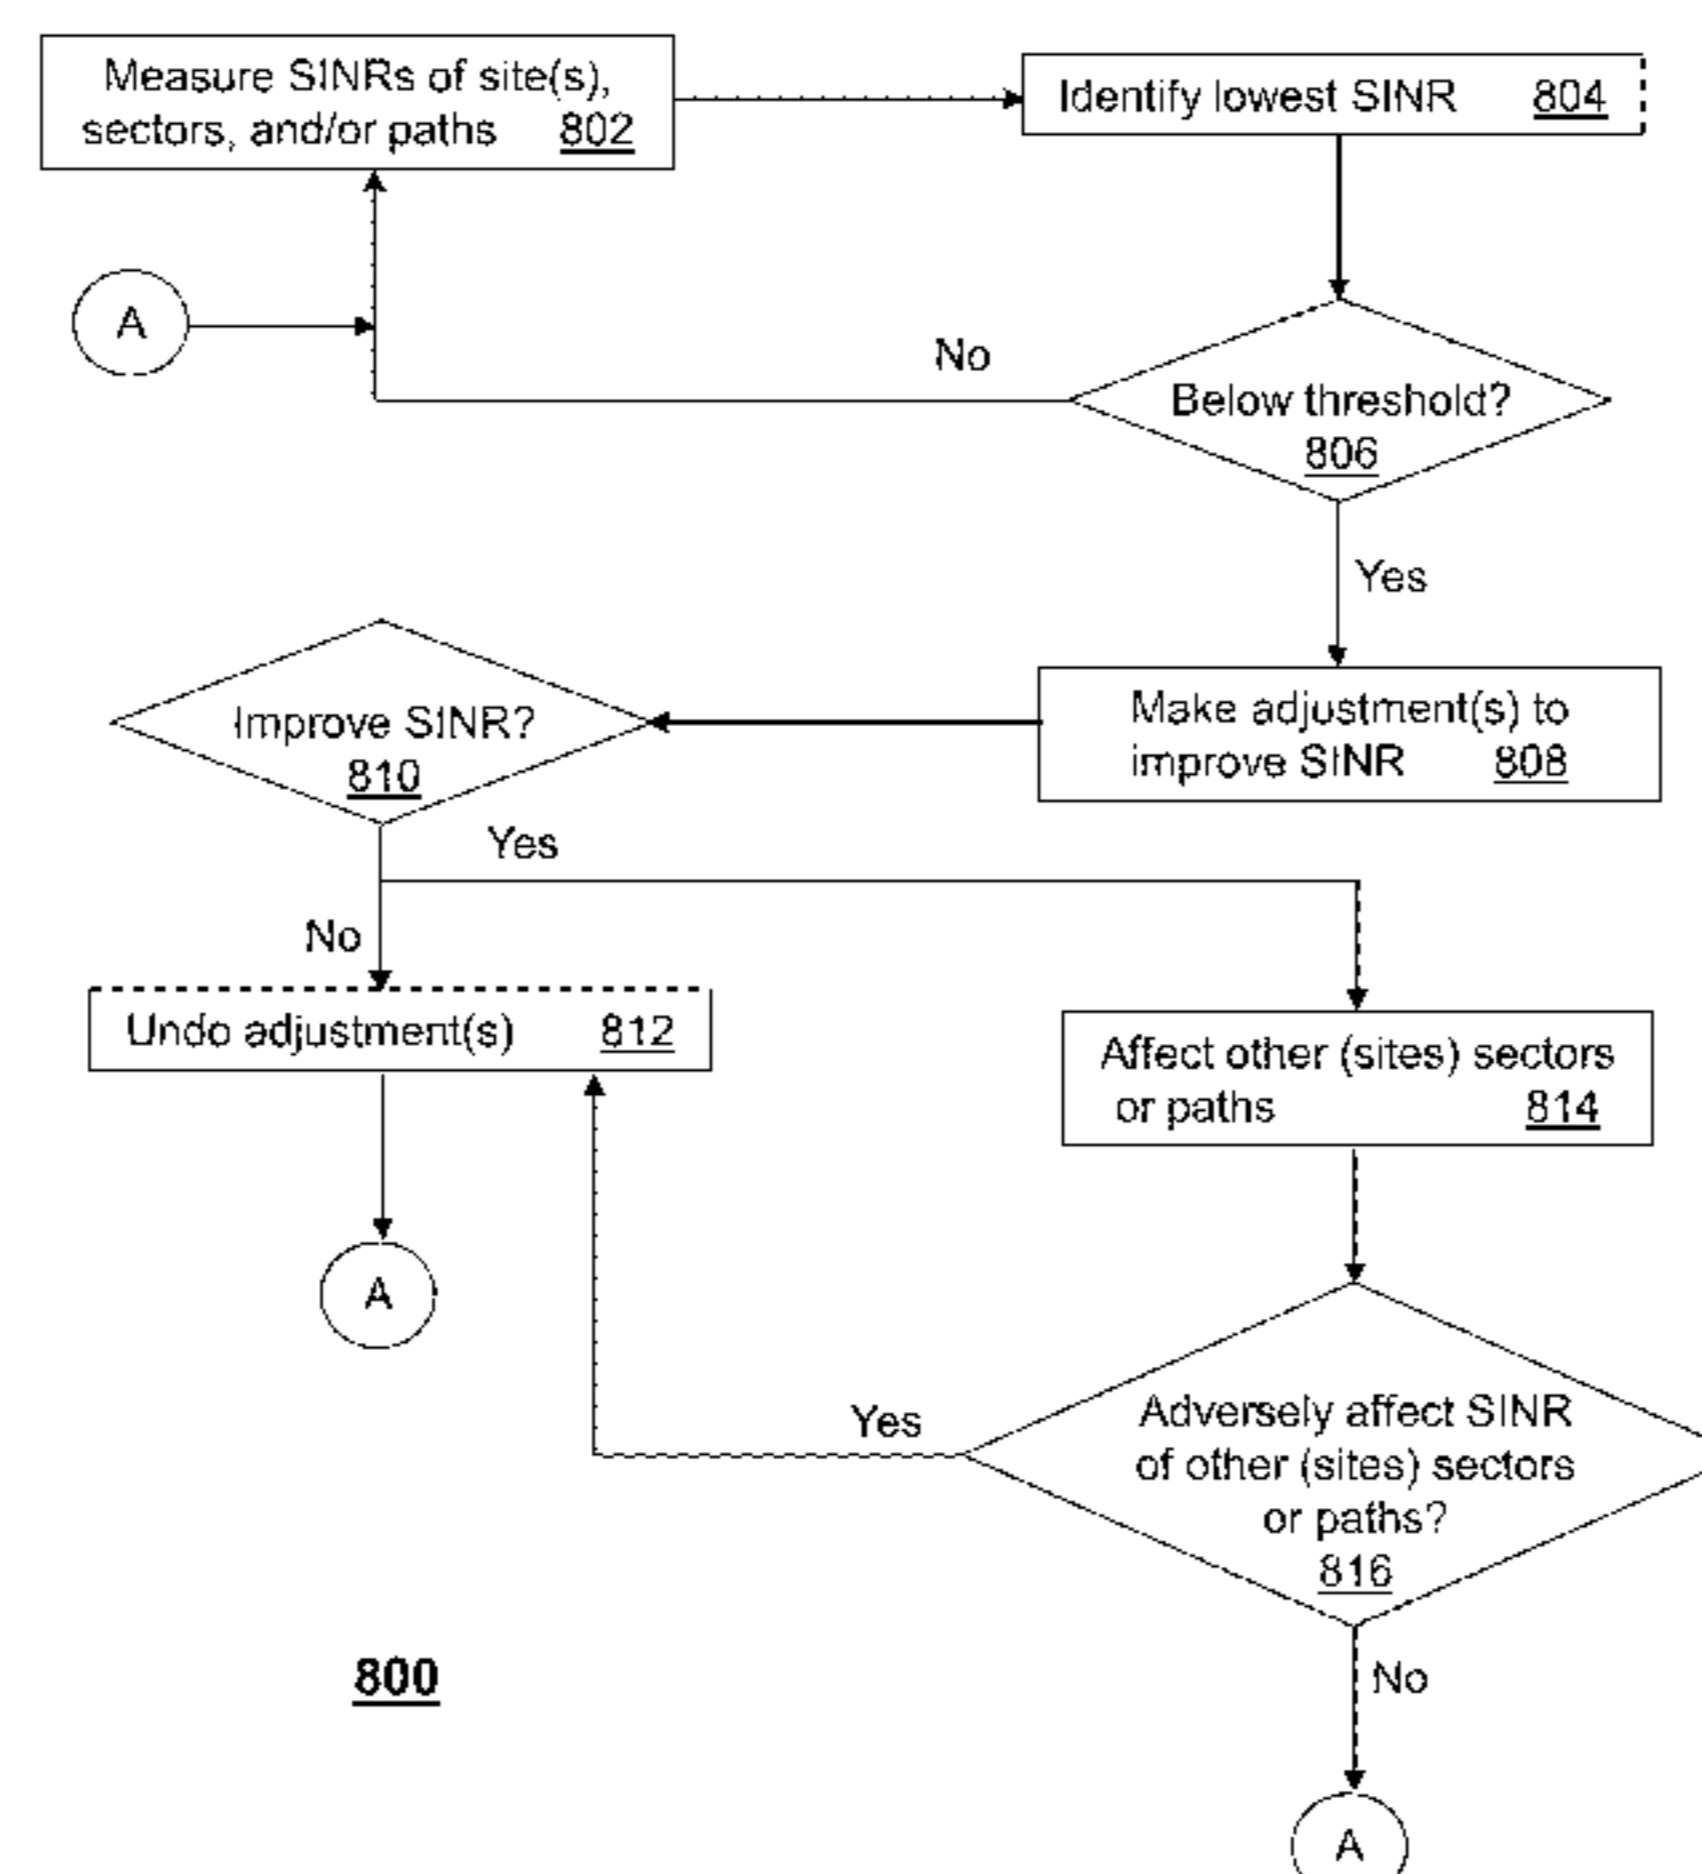 Measure SINRs of site(s),
sectors, and/or paths 802
Identify lowest SINR 804
A
No
Below threshold?
806
Yes
Improve SINR?
810
Make adjustment(s) to
improve SINR 808
Yes
No
Undo adjustment(s) 812
Affect other (sites) sectors
or paths 814
A
Yes
Adversely affect SINR
of other (sites) sectors
or paths?
816
800
No
A